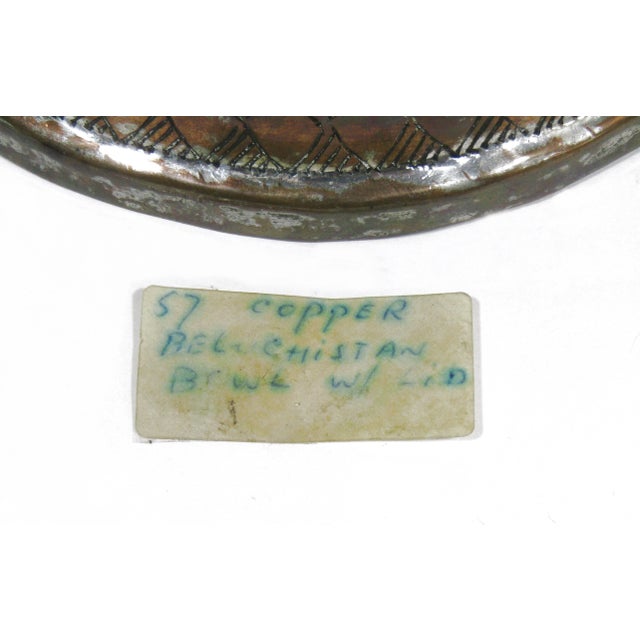 57 COPPER
BELUCHISTAN
BOWL W/ LID